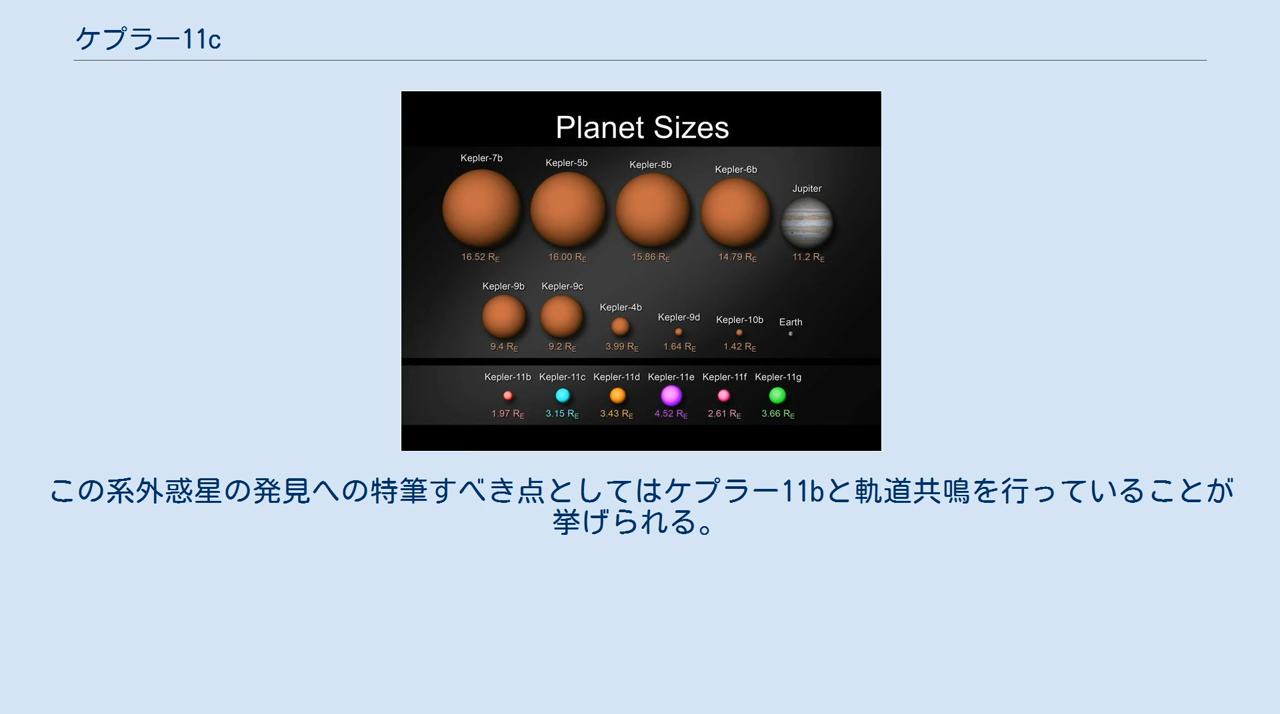 ケプラー11c
Planet Sizes
Kepler-7b Kepler-5b Kepler-8b Kepler-6b Jupiter
16.52 RE 16.00 RE 15.86 RE 14.79 RE 11.2 RE
Kepler-9b Kepler-9c Kepler-4b Kepler-9d Kepler-10b Earth
9.4 RE 9.2 RE 3.99 RE 1.64 RE 1.42 RE
Kepler-11b Kepler-11c Kepler-11d Kepler-11e Kepler-11f Kepler-11g
1.97 RE 3.15 RE 3.43 RE 4.52 RE 2.61 RE 3.66 RE
この系外惑星の発見への特筆すべき点としてはケプラー11bと軌道共鳴を行っていることが
挙げられる。